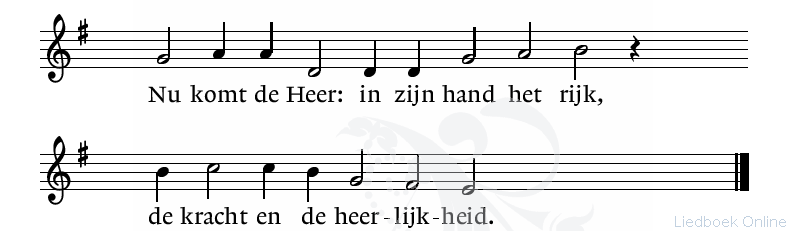 Nu komt de Heer: in zijn hand het rijk,
de kracht en de heer-lijk-heid.
Liedboek Online